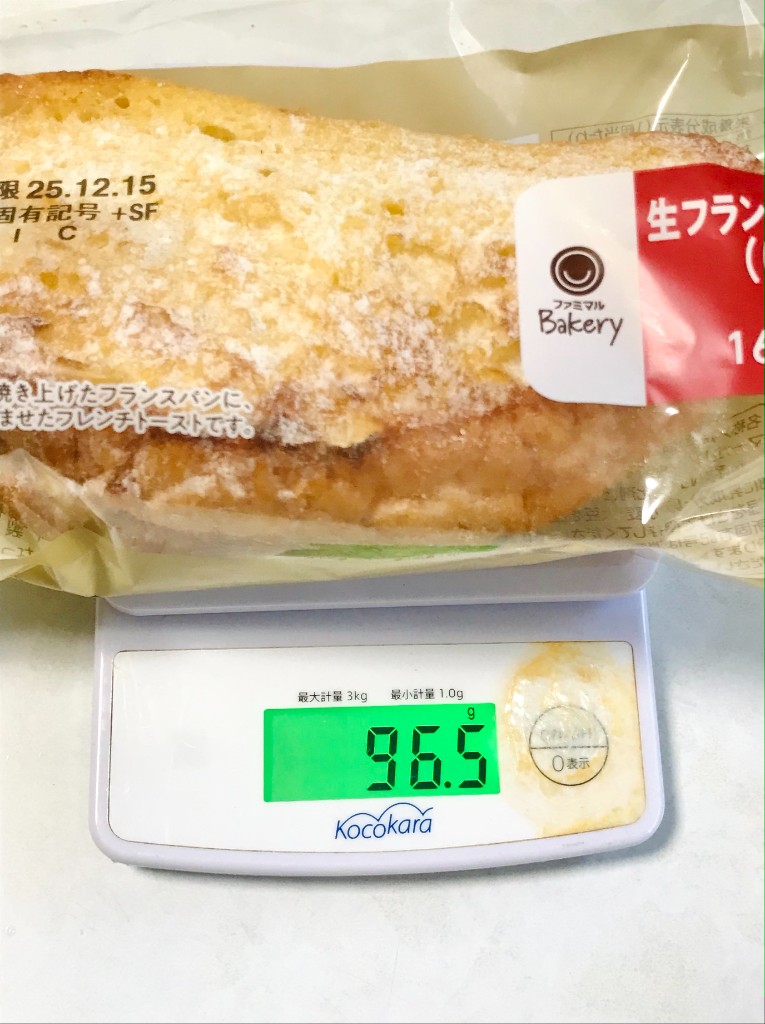 限 25.12.15
固有記号 +SF
I C
生フラン
ファミマル
Bakery
16
焼き上げたフランスパンに、
ませたフレンチトーストです。
最大計量 3kg 最小計量 1.0g
g
96.5
0表示
Kocokara